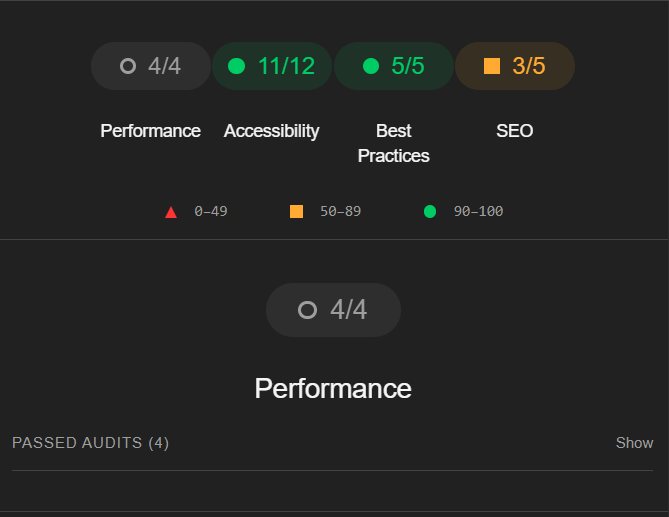 4/4 11/12 5/5 3/5
Performance Accessibility Best Practices SEO
0–49 50–89 90–100
4/4
Performance
PASSED AUDITS (4) Show